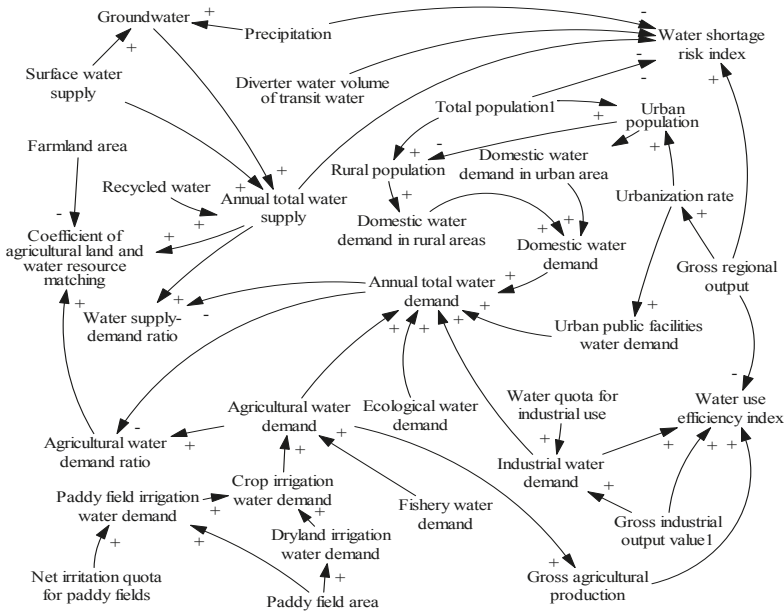 Groundwater
Precipitation
Water shortage
risk index
Surface water
supply
Diverter water volume
of transit water
Total population1
Urban
population
Farmland area
Rural population
Domestic water
demand in urban area
Recycled water
Annual total water
supply
Urbanization rate
Domestic water
demand in rural areas
Coefficient of
agricultural land and
water resource
matching
Domestic water
demand
Gross regional
output
Annual total water
demand
Water supply-
demand ratio
Urban public facilities
water demand
Agricultural water
demand
Ecological water
demand
Water quota for
industrial use
Water use
efficiency index
Agricultural water
demand ratio
Industrial water
demand
Crop irrigation
water demand
Paddy field irrigation
water demand
Fishery water
demand
Gross industrial
output value1
Dryland irrigation
water demand
Net irritation quota
for paddy fields
Paddy field area
Gross agricultural
production